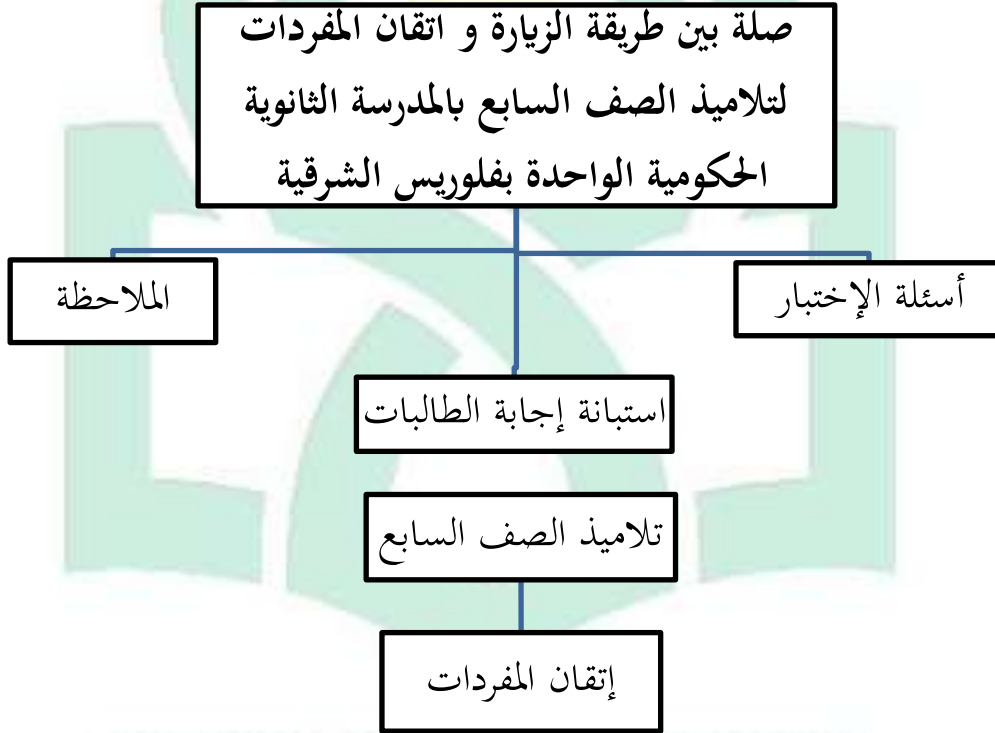 صلة بين طريقة الزيارة و اتقان المفردات
لتلاميذ الصف السابع بالمدرسة الثانوية
الحكومية الواحدة بفلوريس الشرقية
أسئلة الإختبار
الملاحظة
استبانة إجابة الطالبات
تلاميذ الصف السابع
إتقان المفردات